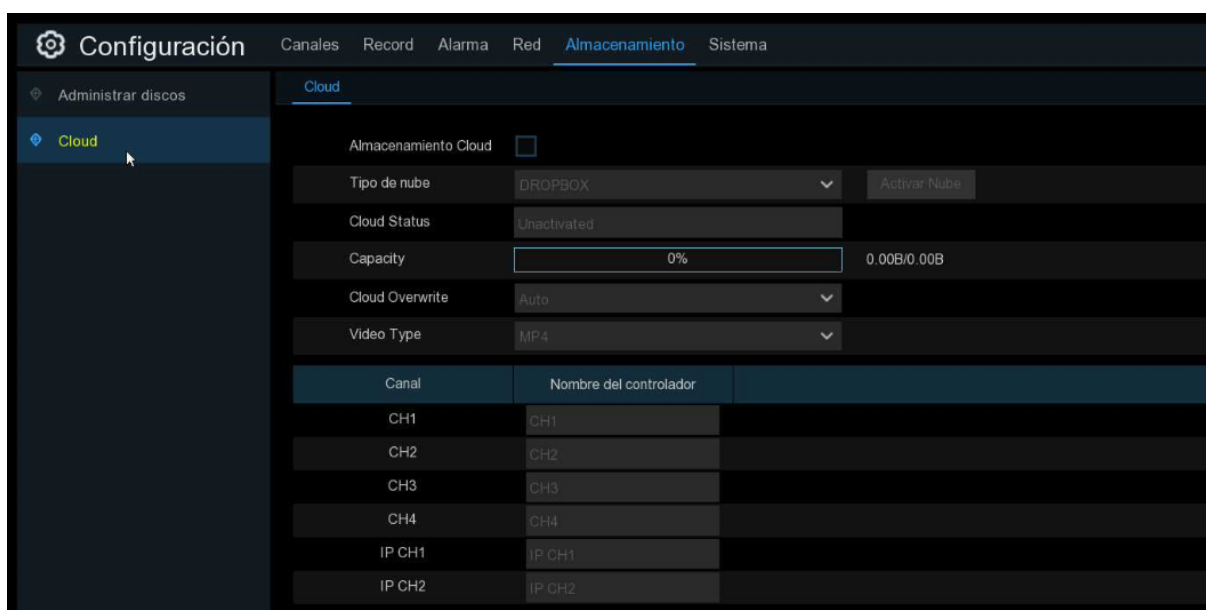 Configuración Canales Record Alarma Red Almacenamiento Sistema
Administrar discos
Cloud
Cloud
Almacenamiento Cloud
Tipo de nube DROPBOX Activar Nube
Cloud Status Unactivated
Capacity 0% 0.00B/0.00B
Cloud Overwrite Auto
Video Type MP4
Canal Nombre del controlador
CH1 CH1
CH2 CH2
CH3 CH3
CH4 CH4
IP CH1 IP CH1
IP CH2 IP CH2